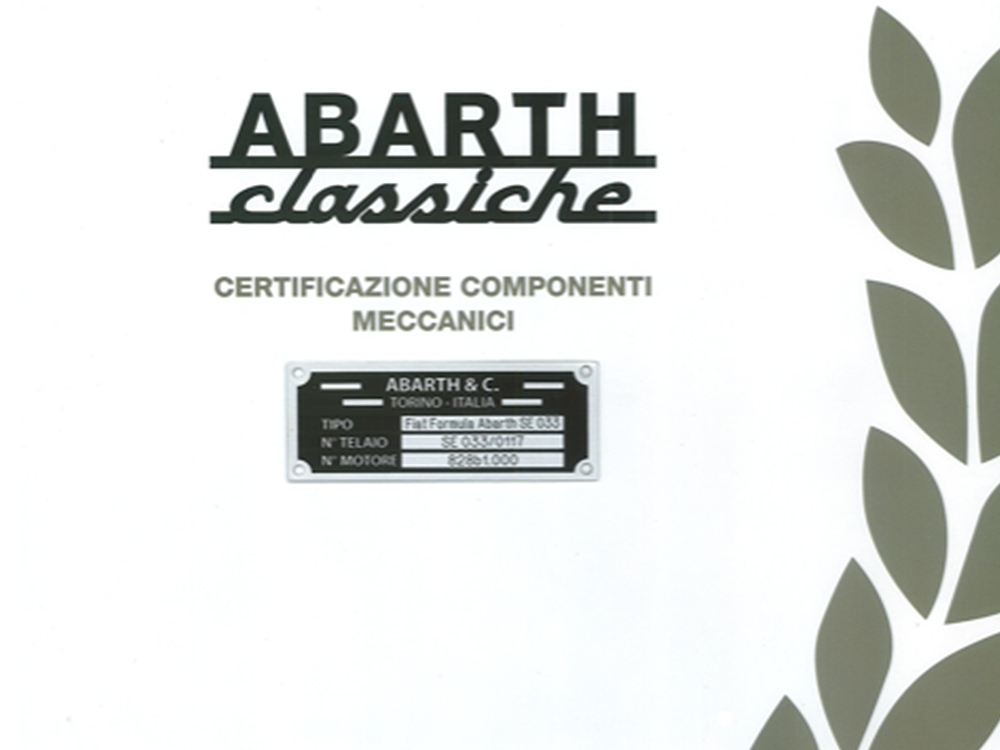 ABARTH
classiche
CERTIFICAZIONE COMPONENTI
MECCANICI
ABARTH & C.
TORINO - ITALIA
TIPO Fiat Formula Abarth SE 033
N° TELAIO SE 033/0117
N° MOTORE 828b1.000